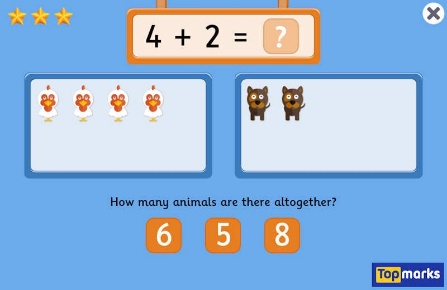 4 + 2 = ?
How many animals are there altogether?
6 5 8
Topmarks